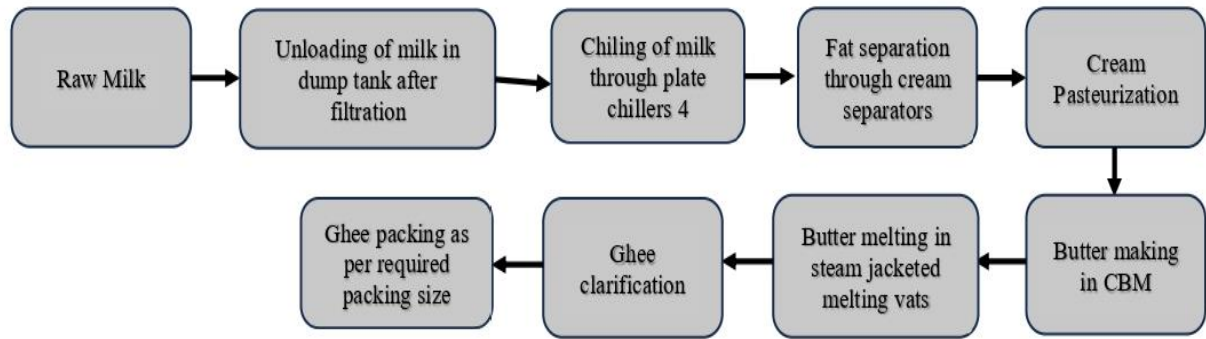 Raw Milk
Unloading of milk in
dump tank after
filtration
Chiling of milk
through plate
chillers 4
Fat separation
through cream
separators
Cream
Pasteurization
Butter making
in CBM
Butter melting in
steam jacketed
melting vats
Ghee
clarification
Ghee packing as
per required
packing size